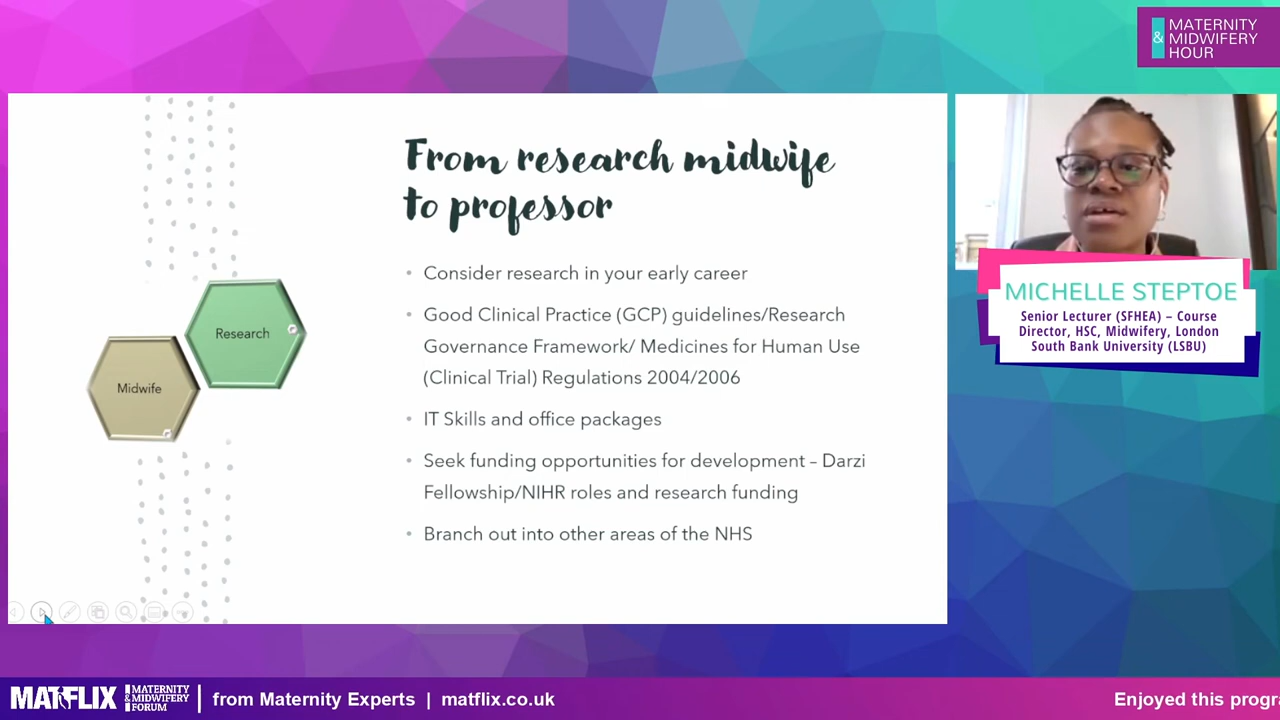 & MATERNITY
MIDWIFERY
HOUR
From research midwife
to professor
• Consider research in your early career
• Good Clinical Practice (GCP) guidelines/Research
Governance Framework/ Medicines for Human Use
(Clinical Trial) Regulations 2004/2006
• IT Skills and office packages
• Seek funding opportunities for development – Darzi
Fellowship/NIHR roles and research funding
• Branch out into other areas of the NHS
Research
Midwife
MICHELLE STEPTOE
Senior Lecturer (SFHEA) – Course
Director, HSC, Midwifery, London
South Bank University (LSBU)
MATFLIX
MATERNITY
& MIDWIFERY
FORUM
from Maternity Experts | matflix.co.uk
Enjoyed this progra